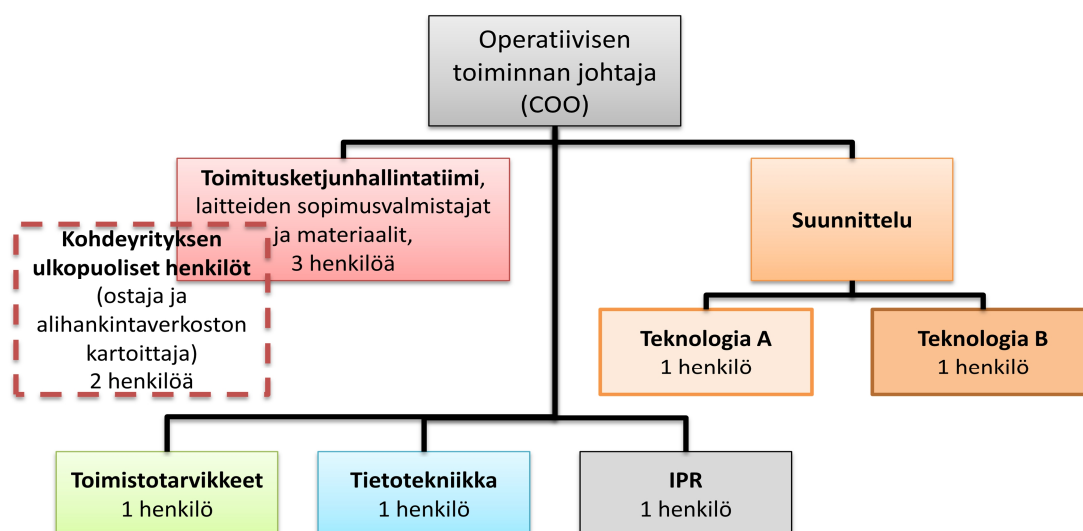 Operatiivisen
toiminnan johtaja
(COO)
Toimitusketjunhallintatiimi,
laitteiden sopimusvalmistajat
ja materiaalit,
3 henkilöä
Kohdeyrityksen
ulkopuoliset henkilöt
(ostaja ja
alihankintaverkoston
kartoittaja)
2 henkilöä
Suunnittelu
Teknologia A
1 henkilö
Teknologia B
1 henkilö
Toimistotarvikkeet
1 henkilö
Tietotekniikka
1 henkilö
IPR
1 henkilö